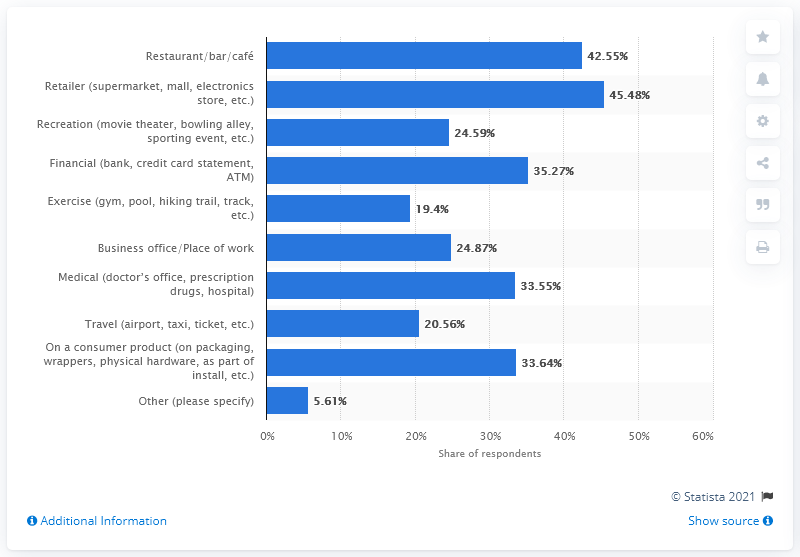 Restaurant/bar/café
42.55%
Retailer (supermarket, mall, electronics
store, etc.)
45.48%
Recreation (movie theater, bowling alley,
sporting event, etc.)
24.59%
Financial (bank, credit card statement,
ATM)
35.27%
Exercise (gym, pool, hiking trail, track,
etc.)
19.4%
Business office/Place of work
24.87%
Medical (doctor's office, prescription
drugs, hospital)
33.55%
Travel (airport, taxi, ticket, etc.)
20.56%
On a consumer product (on packaging,
wrappers, physical hardware, as part of
install, etc.)
33.64%
Other (please specify)
5.61%
0% 10% 20% 30% 40% 50% 60%
Share of respondents
© Statista 2021
Additional Information
Show source